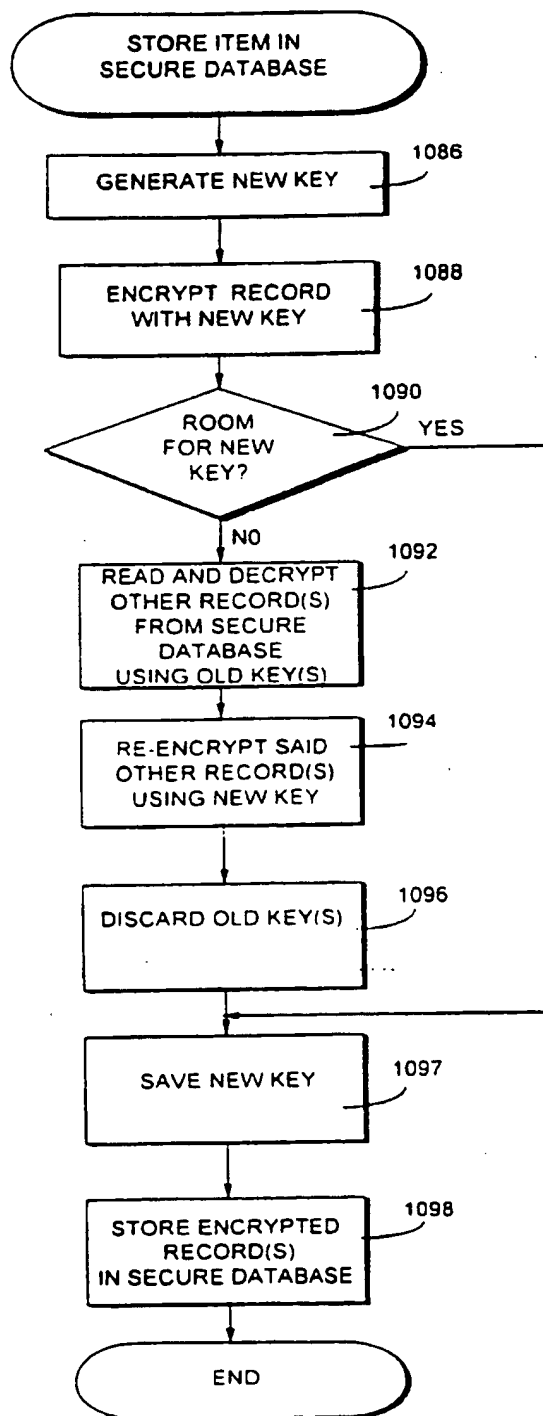 STORE ITEM IN
SECURE DATABASE
1086
GENERATE NEW KEY
1088
ENCRYPT RECORD
WITH NEW KEY
1090
ROOM
FOR NEW
KEY?
YES
NO
1092
READ AND DECRYPT
OTHER RECORD(S)
FROM SECURE
DATABASE
USING OLD KEY(S)
1094
RE-ENCRYPT SAID
OTHER RECORD(S)
USING NEW KEY
1096
DISCARD OLD KEY(S)
1097
SAVE NEW KEY
1098
STORE ENCRYPTED
RECORD(S)
IN SECURE DATABASE
END